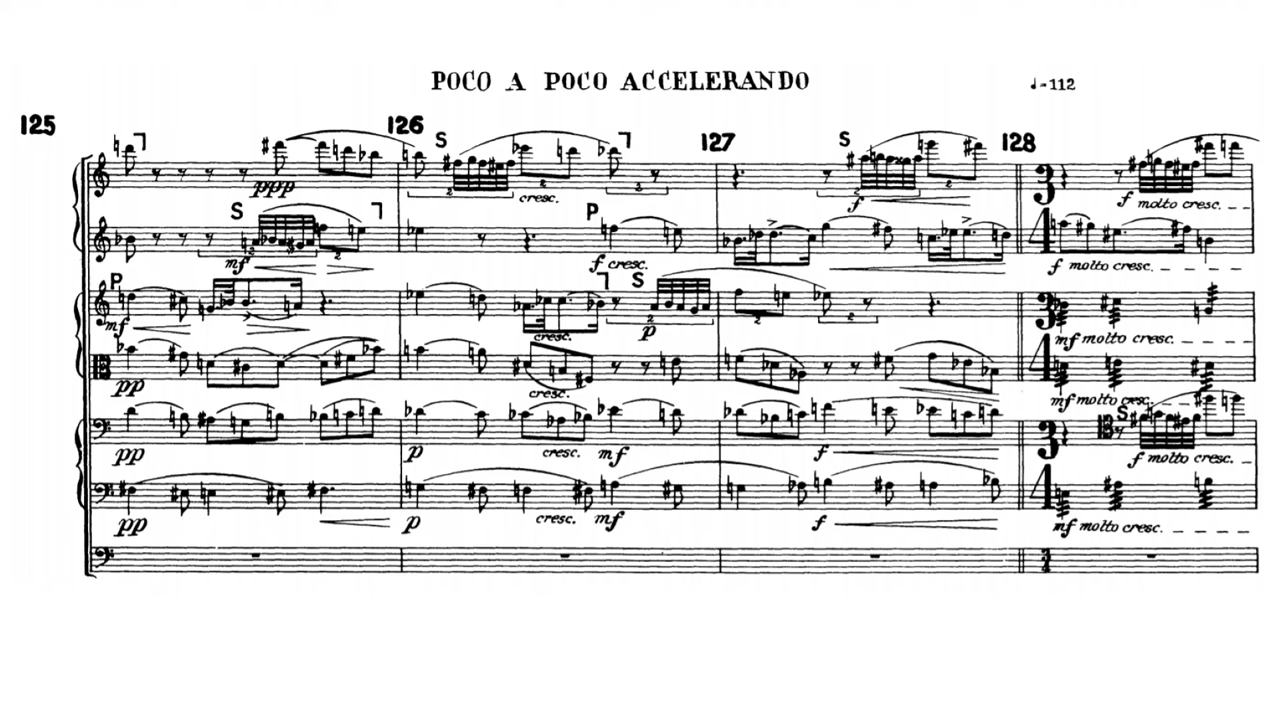 POCO A POCO ACCELERANDO
♩=112
125 126 127 128
S S S
ppp cresc. f f molto cresc.
S P
mf f cresc. f molto cresc.
P S
mf cresc. p mf molto cresc.
pp cresc. mf molto cresc.
S
pp p cresc. mf f f molto cresc.
pp p cresc. mf f mf molto cresc.